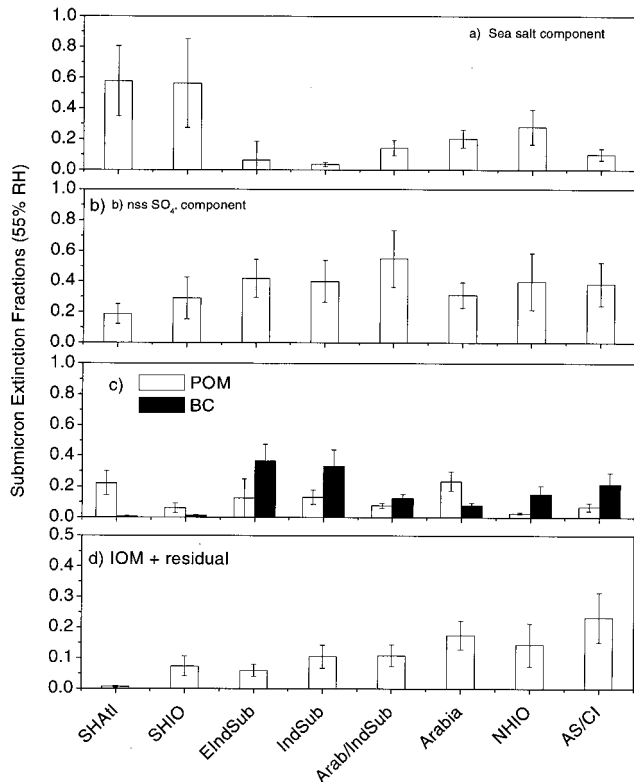 Submicron Extinction Fractions (55% RH)
1.0
0.8
0.6
0.4
0.2
0.0
a) Sea salt component
1.0
0.8
0.6
0.4
0.2
0.0
b) b) nss SO4- component
1.0
0.8
0.6
0.4
0.2
0.0
c)
POM
BC
0.5
0.4
0.3
0.2
0.1
0.0
d) IOM + residual
SHAtl
SHIO
EIndSub
IndSub
Arab/IndSub
Arabia
NHIO
AS/CI